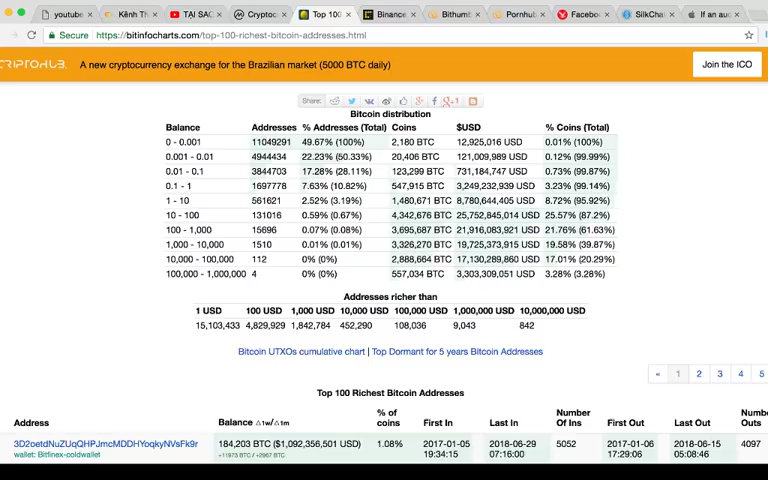 youtube
Kênh Th
TẠI SAO
Cryptoc
Top 100
Binance
Bithumb
Pornhub
Faceboo
SilkChai
If an aud
Secure https://bitinfocharts.com/top-100-richest-bitcoin-addresses.html
A new cryptocurrency exchange for the Brazilian market (5000 BTC daily) Join the ICO
Share:
Bitcoin distribution
Balance Addresses % Addresses (Total) Coins $USD % Coins (Total)
0 - 0.001 11049291 49.67% (100%) 2,180 BTC 12,925,016 USD 0.01% (100%)
0.001 - 0.01 4944434 22.23% (50.33%) 20,406 BTC 121,009,989 USD 0.12% (99.99%)
0.01 - 0.1 3844703 17.28% (28.11%) 123,299 BTC 731,184,747 USD 0.73% (99.87%)
0.1 - 1 1697778 7.63% (10.82%) 547,915 BTC 3,249,232,939 USD 3.23% (99.14%)
1 - 10 561621 2.52% (3.19%) 1,480,671 BTC 8,780,644,405 USD 8.72% (95.92%)
10 - 100 131016 0.59% (0.67%) 4,342,676 BTC 25,752,845,014 USD 25.57% (87.2%)
100 - 1,000 15696 0.07% (0.08%) 3,695,687 BTC 21,916,083,921 USD 21.76% (61.63%)
1,000 - 10,000 1510 0.01% (0.01%) 3,326,270 BTC 19,725,373,915 USD 19.58% (39.87%)
10,000 - 100,000 112 0% (0%) 2,888,664 BTC 17,130,289,860 USD 17.01% (20.29%)
100,000 - 1,000,000 4 0% (0%) 557,034 BTC 3,303,309,051 USD 3.28% (3.28%)
Addresses richer than
1 USD 100 USD 1,000 USD 10,000 USD 100,000 USD 1,000,000 USD 10,000,000 USD
15,103,433 4,829,929 1,842,784 452,290 108,036 9,043 842
Bitcoin UTXOs cumulative chart | Top Dormant for 5 years Bitcoin Addresses
« 1 2 3 4 5
Top 100 Richest Bitcoin Addresses
Address Balance △1w/△1m % of coins First In Last In Number Of Ins First Out Last Out Numbe Outs
3D2oetdNuZUqQHPJmcMDDHYoqkyNVsFk9r 184,203 BTC ($1,092,356,501 USD) 1.08% 2017-01-05 19:34:15 2018-06-29 07:16:00 5052 2017-01-06 17:29:06 2018-06-15 05:08:46 4097
wallet: Bitfinex-coldwallet +11973 BTC / +2967 BTC